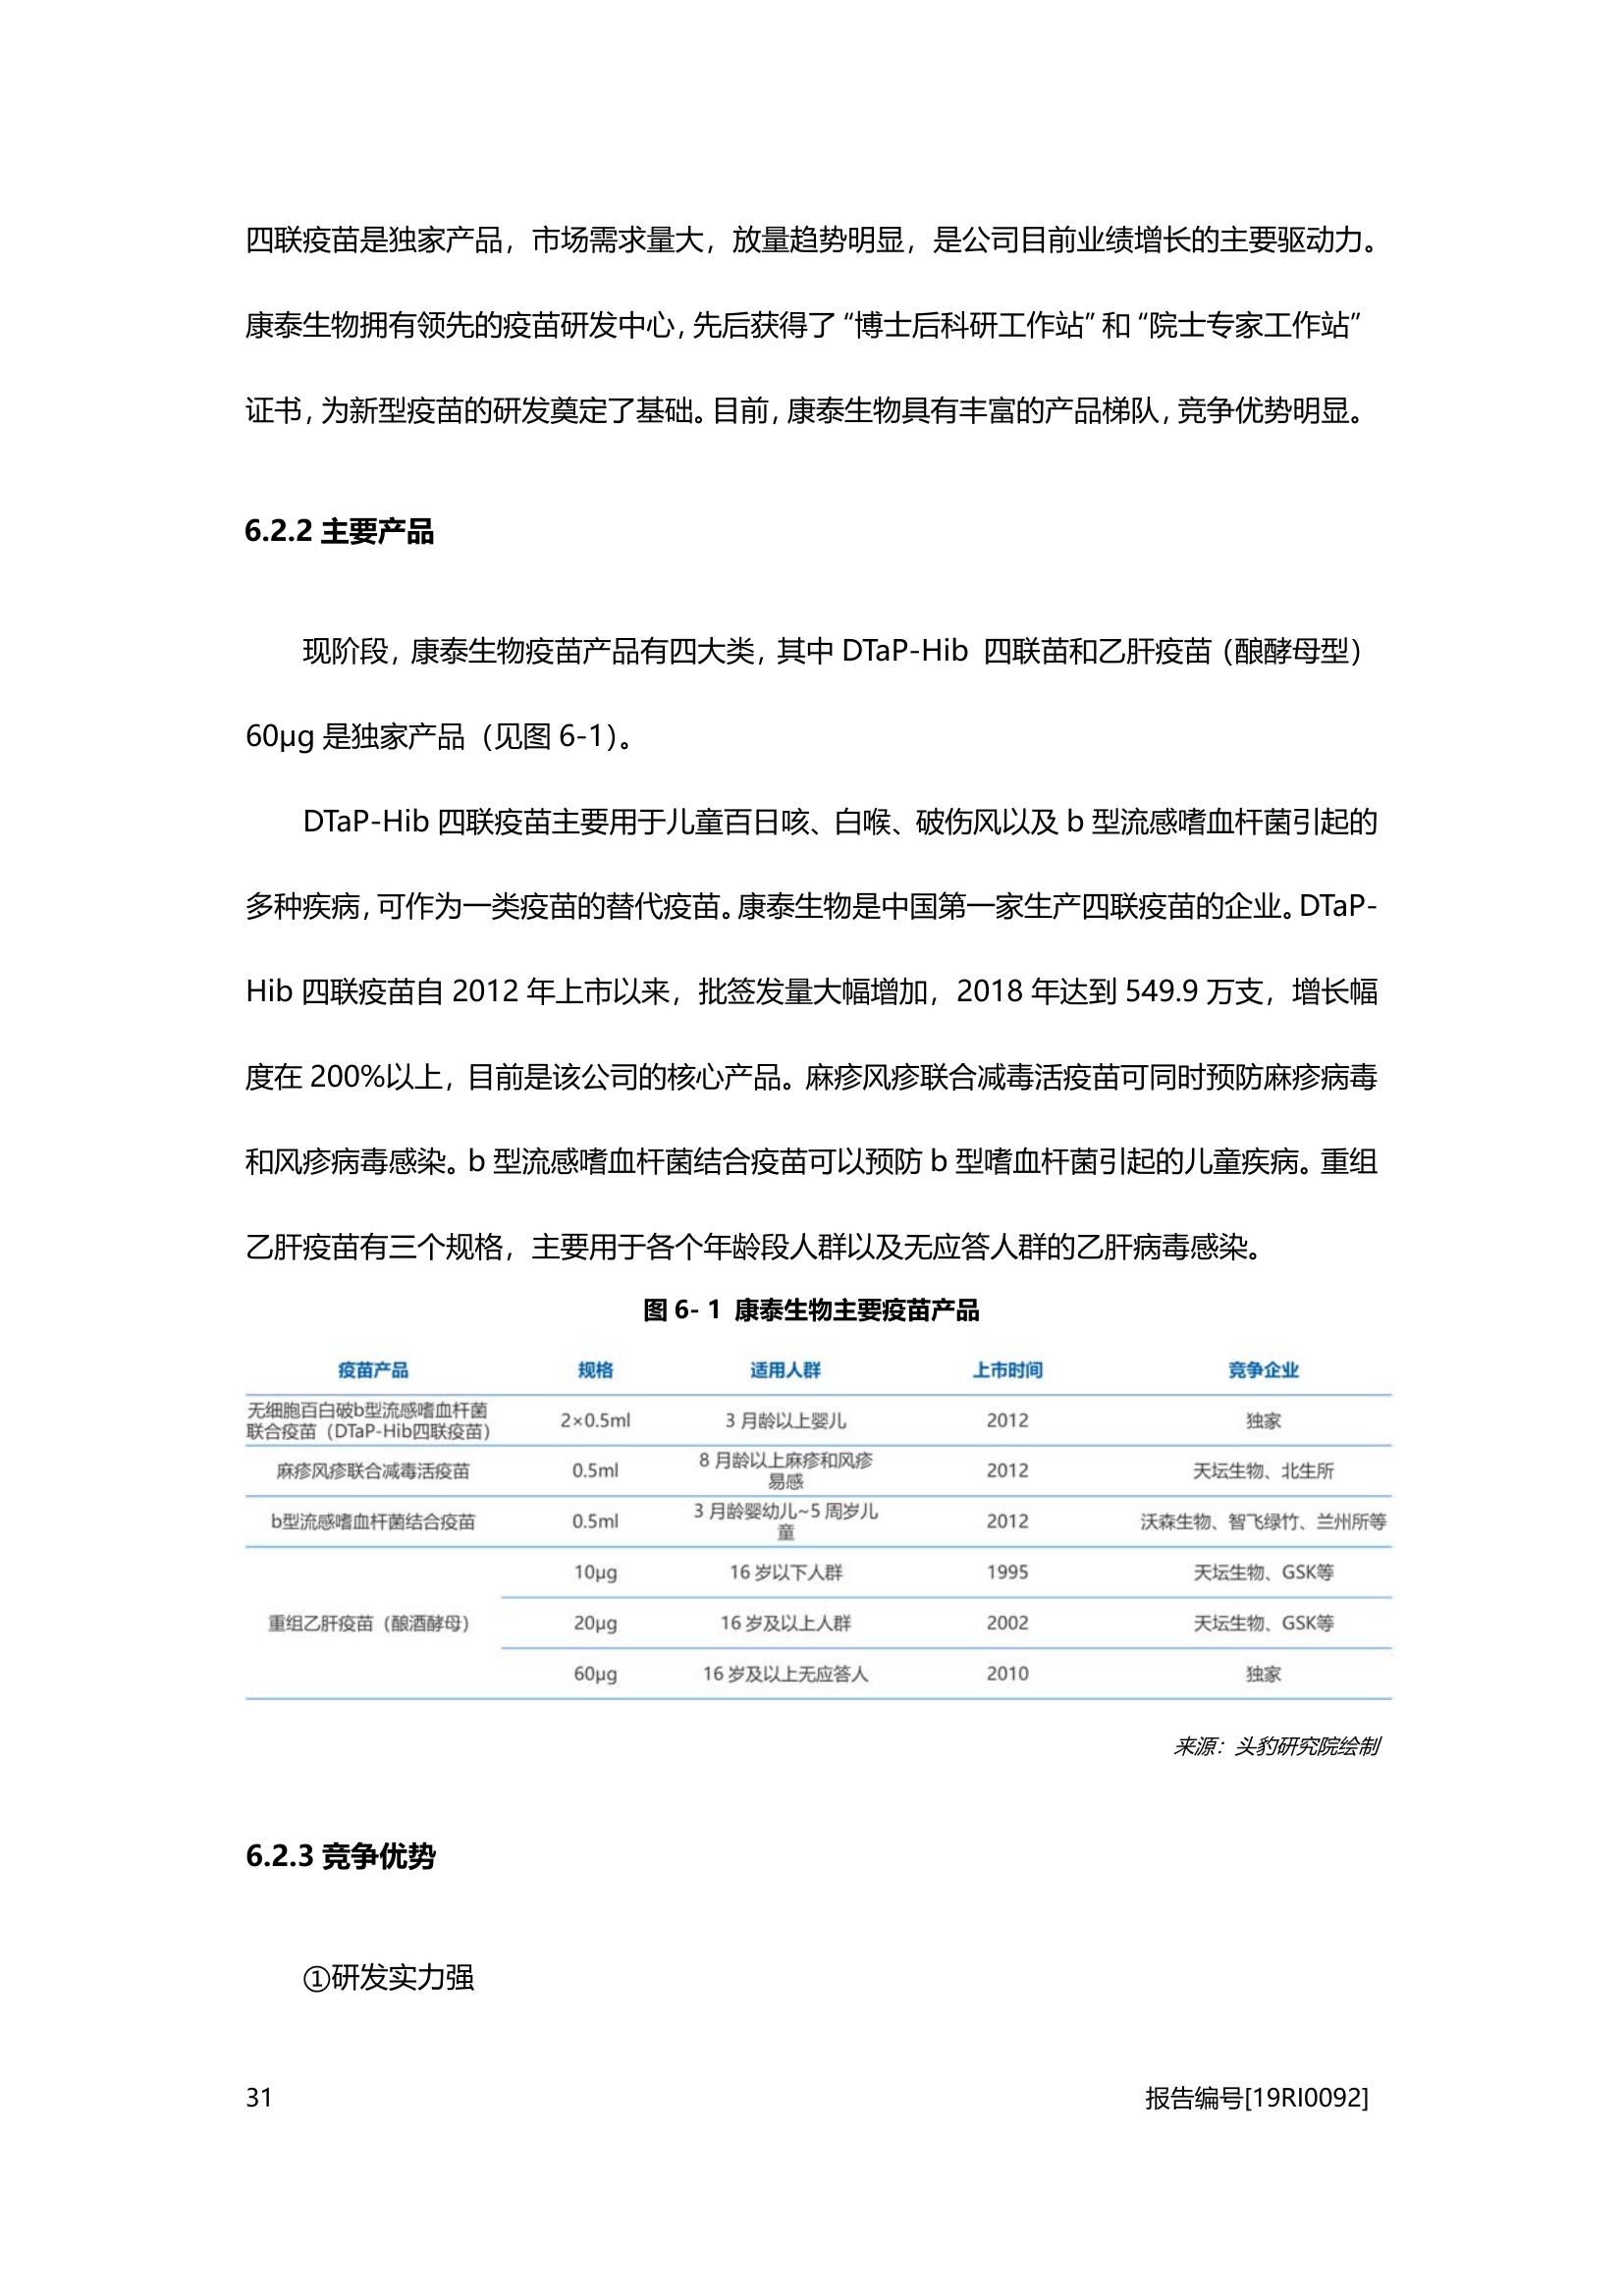 四联疫苗是独家产品，市场需求量大，放量趋势明显，是公司目前业绩增长的主要驱动力。
康泰生物拥有领先的疫苗研发中心，先后获得了“博士后科研工作站”和“院士专家工作站”
证书，为新型疫苗的研发奠定了基础。目前，康泰生物具有丰富的产品梯队，竞争优势明显。
6.2.2 主要产品
现阶段，康泰生物疫苗产品有四大类，其中 DTaP-Hib 四联苗和乙肝疫苗（酿酵母型）
60μg 是独家产品（见图 6-1）。
DTaP-Hib 四联疫苗主要用于儿童百日咳、白喉、破伤风以及 b 型流感嗜血杆菌引起的
多种疾病，可作为一类疫苗的替代疫苗。康泰生物是中国第一家生产四联疫苗的企业。DTaP-
Hib 四联疫苗自 2012 年上市以来，批签发量大幅增加，2018 年达到 549.9 万支，增长幅
度在 200%以上，目前是该公司的核心产品。麻疹风疹联合减毒活疫苗可同时预防麻疹病毒
和风疹病毒感染。b 型流感嗜血杆菌结合疫苗可以预防 b 型嗜血杆菌引起的儿童疾病。重组
乙肝疫苗有三个规格，主要用于各个年龄段人群以及无应答人群的乙肝病毒感染。
图 6- 1 康泰生物主要疫苗产品
疫苗产品 规格 适用人群 上市时间 竞争企业
无细胞百白破b型流感嗜血杆菌
联合疫苗（DTaP-Hib四联疫苗） 2×0.5ml 3 月龄以上婴儿 2012 独家
麻疹风疹联合减毒活疫苗 0.5ml 8 月龄以上麻疹和风疹
易感 2012 天坛生物、北生所
b型流感嗜血杆菌结合疫苗 0.5ml 3 月龄婴幼儿~5 周岁儿
童 2012 沃森生物、智飞绿竹、兰州所等
10μg 16 岁以下人群 1995 天坛生物、GSK等
重组乙肝疫苗（酿酒酵母） 20μg 16 岁及以上人群 2002 天坛生物、GSK等
60μg 16 岁及以上无应答人 2010 独家
来源：头豹研究院绘制
6.2.3 竞争优势
①研发实力强
31 报告编号[19RI0092]